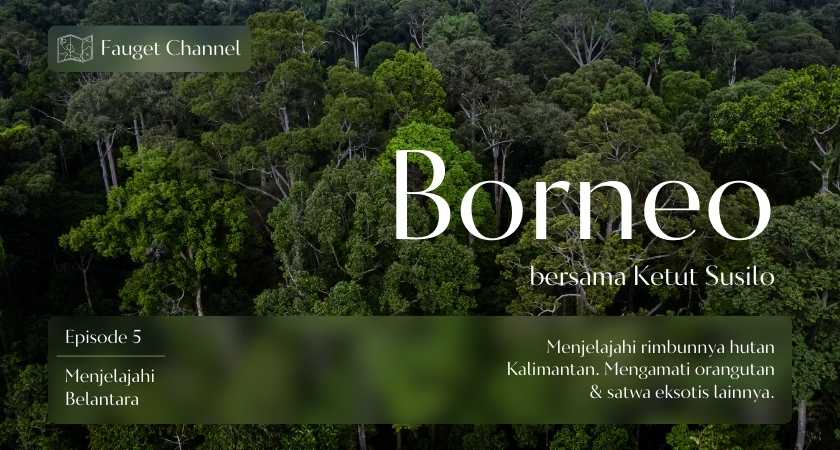 Fauget Channel
Borneo
bersama Ketut Susilo
Episode 5
Menjelajahi
Belantara
Menjelajahi rimbunnya hutan
Kalimantan. Mengamati orangutan
& satwa eksotis lainnya.